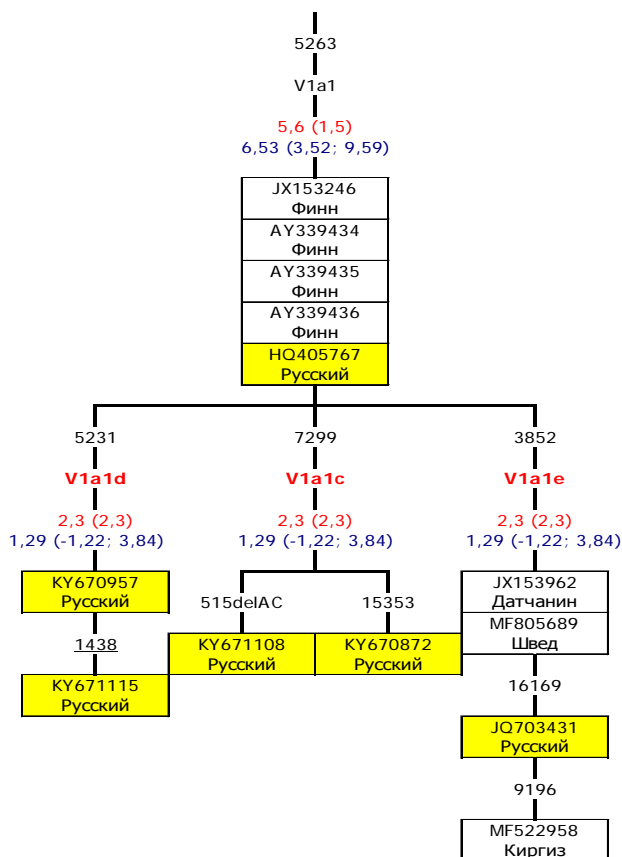 5263
V1a1
5,6 (1,5)
6,53 (3,52; 9,59)
JX153246
Финн
AY339434
Финн
AY339435
Финн
AY339436
Финн
HQ405767
Русский
5231 7299 3852
V1a1d V1a1c V1a1e
2,3 (2,3) 2,3 (2,3) 2,3 (2,3)
1,29 (-1,22; 3,84) 1,29 (-1,22; 3,84) 1,29 (-1,22; 3,84)
KY670957 JX153962
Русский Датчанин
515delAC 15353 MF805689
Швед
1438 KY671108 KY670872
Русский Русский
KY671115 16169
Русский
JQ703431
Русский
9196
MF522958
Киргиз